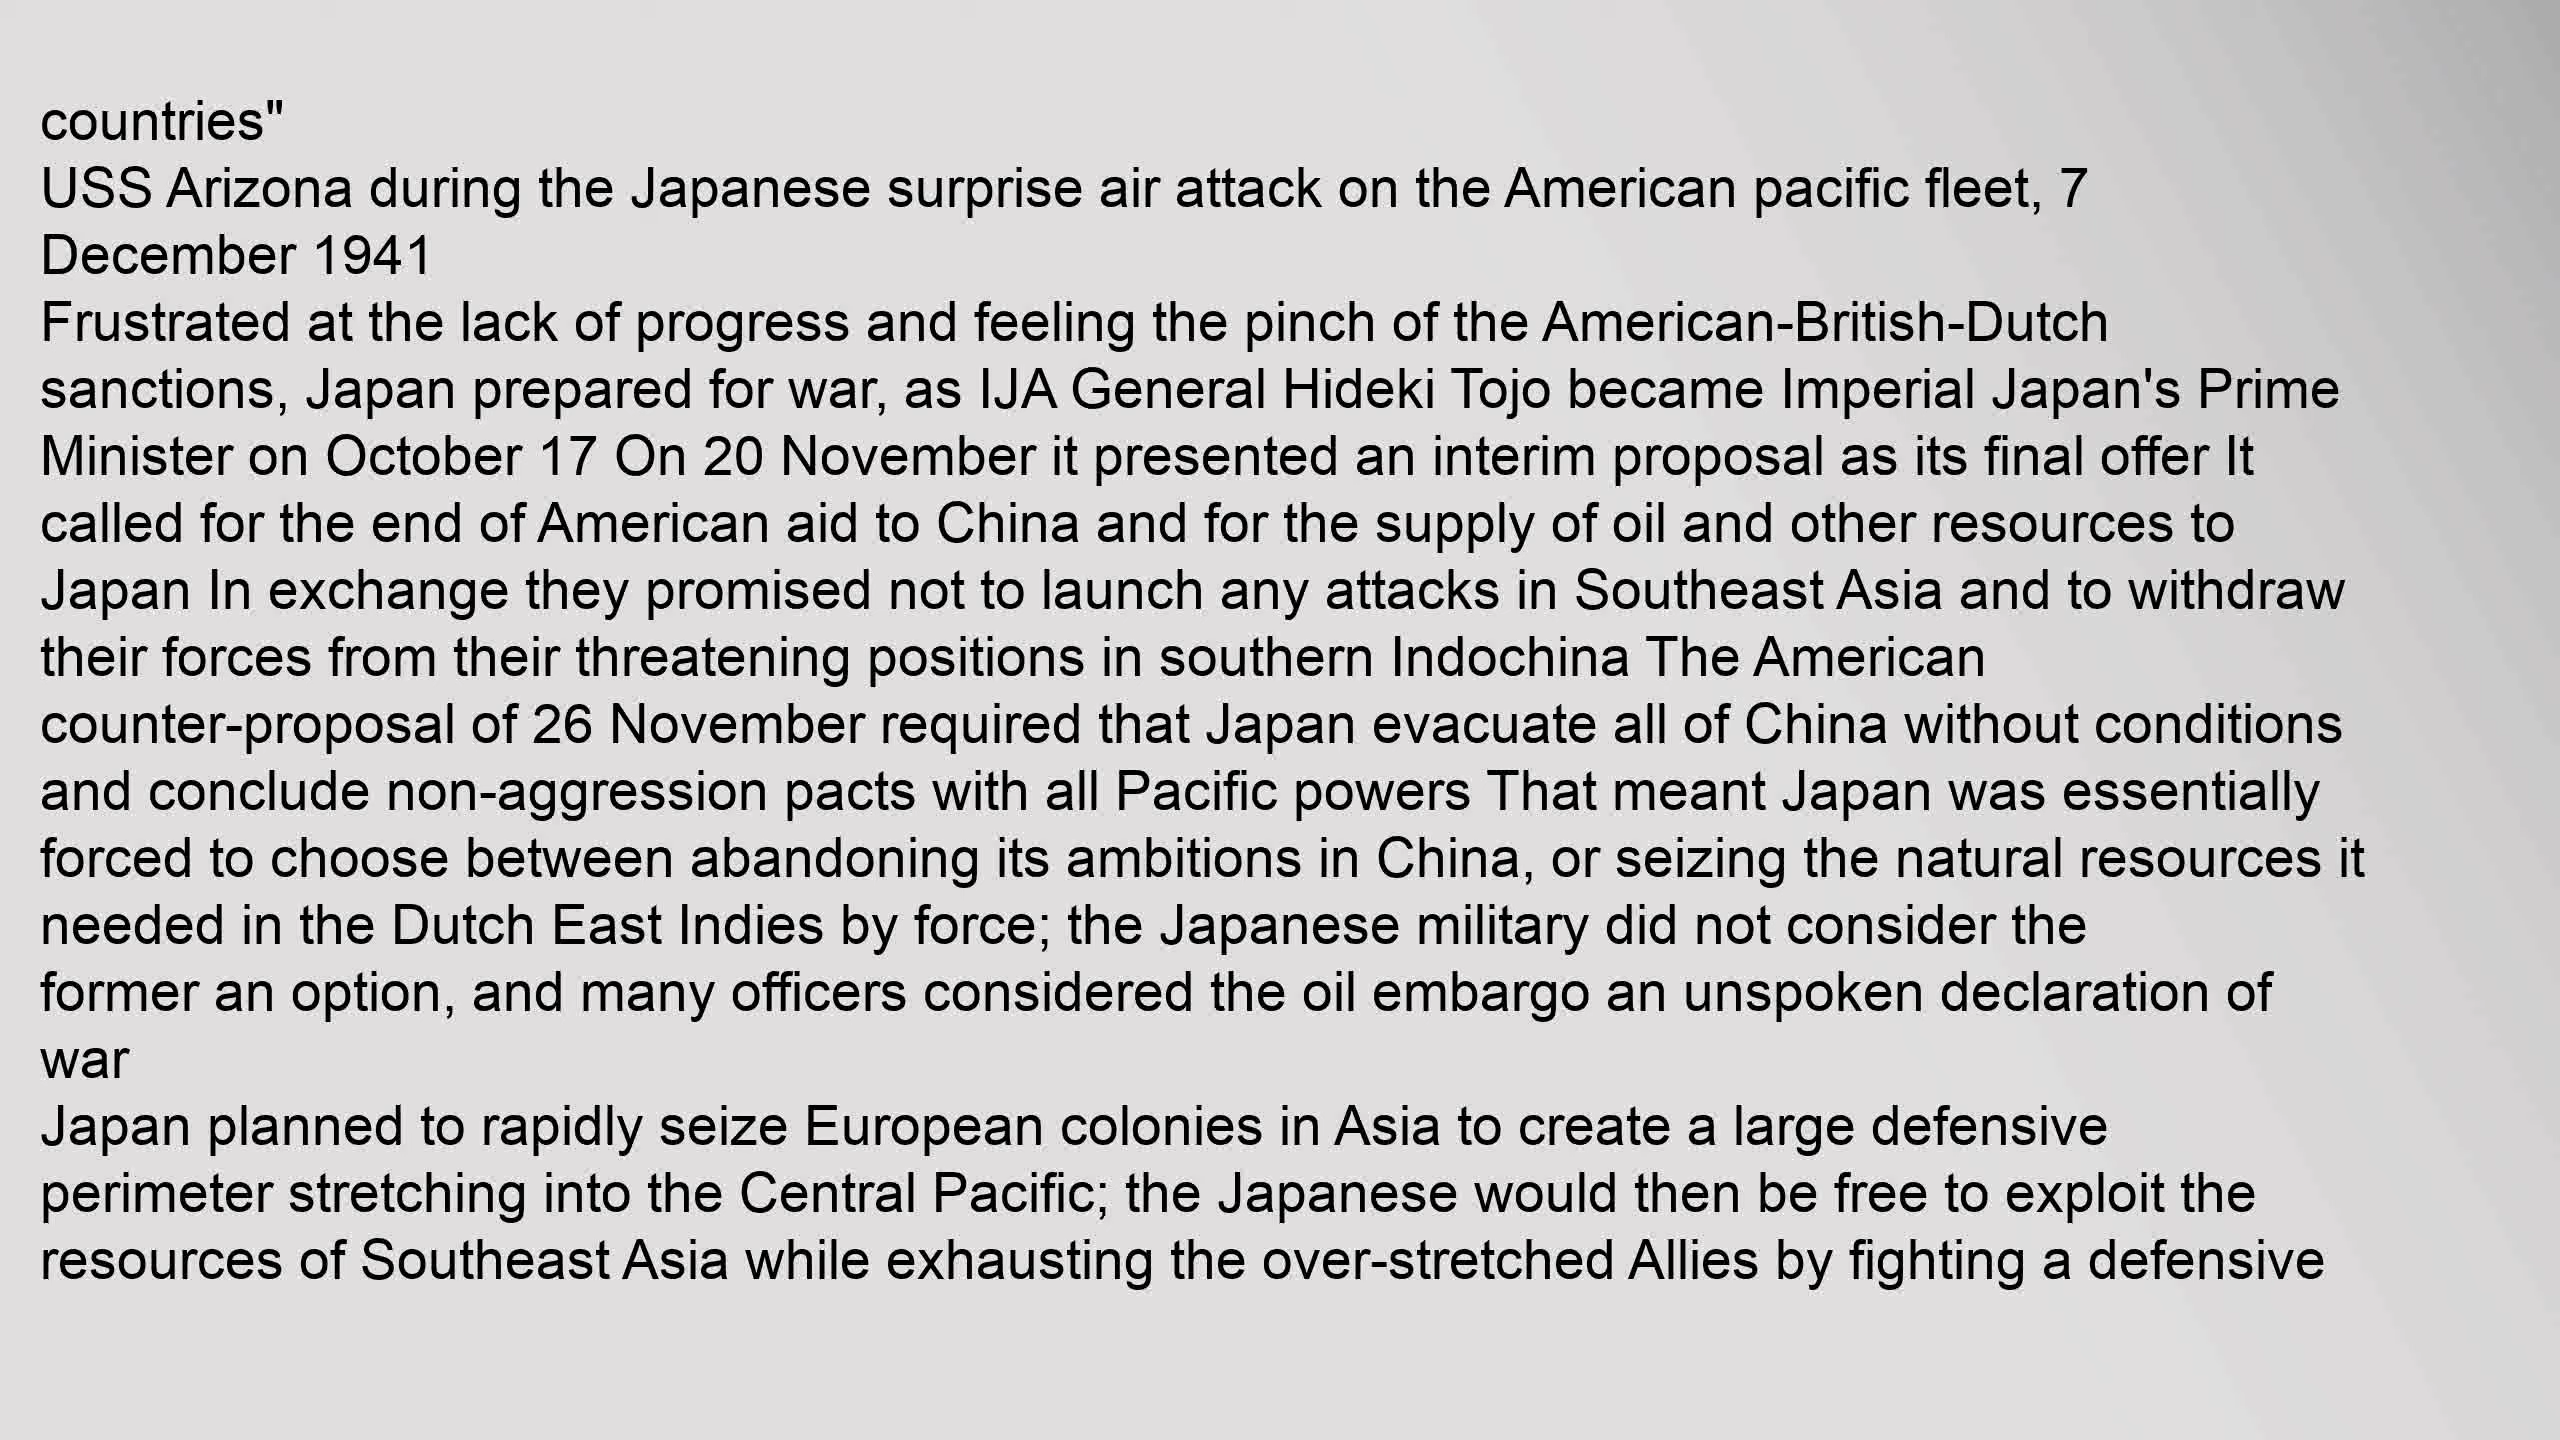 countries"
USS Arizona during the Japanese surprise air attack on the American pacific fleet, 7
December 1941
Frustrated at the lack of progress and feeling the pinch of the American-British-Dutch
sanctions, Japan prepared for war, as IJA General Hideki Tojo became Imperial Japan's Prime
Minister on October 17 On 20 November it presented an interim proposal as its final offer It
called for the end of American aid to China and for the supply of oil and other resources to
Japan In exchange they promised not to launch any attacks in Southeast Asia and to withdraw
their forces from their threatening positions in southern Indochina The American
counter-proposal of 26 November required that Japan evacuate all of China without conditions
and conclude non-aggression pacts with all Pacific powers That meant Japan was essentially
forced to choose between abandoning its ambitions in China, or seizing the natural resources it
needed in the Dutch East Indies by force; the Japanese military did not consider the
former an option, and many officers considered the oil embargo an unspoken declaration of
war
Japan planned to rapidly seize European colonies in Asia to create a large defensive
perimeter stretching into the Central Pacific; the Japanese would then be free to exploit the
resources of Southeast Asia while exhausting the over-stretched Allies by fighting a defensive